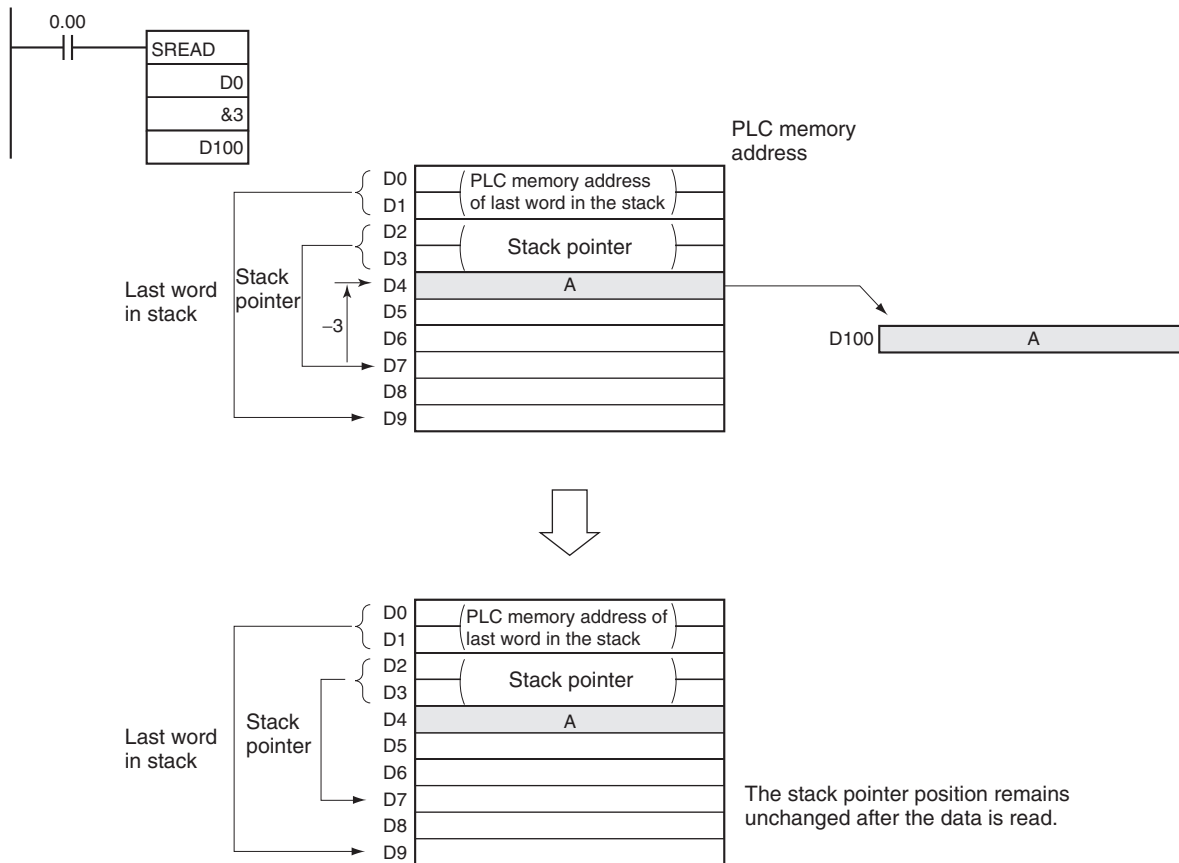 0.00
SREAD
D0
&3
D100
PLC memory
address
D0
D1
D2
D3
D4
D5
D6
D7
D8
D9
PLC memory address
of last word in the stack
Stack pointer
A
Last word
in stack
Stack
pointer
–3
D100
A
D0
D1
D2
D3
D4
D5
D6
D7
D8
D9
PLC memory address of
last word in the stack
Stack pointer
A
Last word
in stack
Stack
pointer
The stack pointer position remains
unchanged after the data is read.